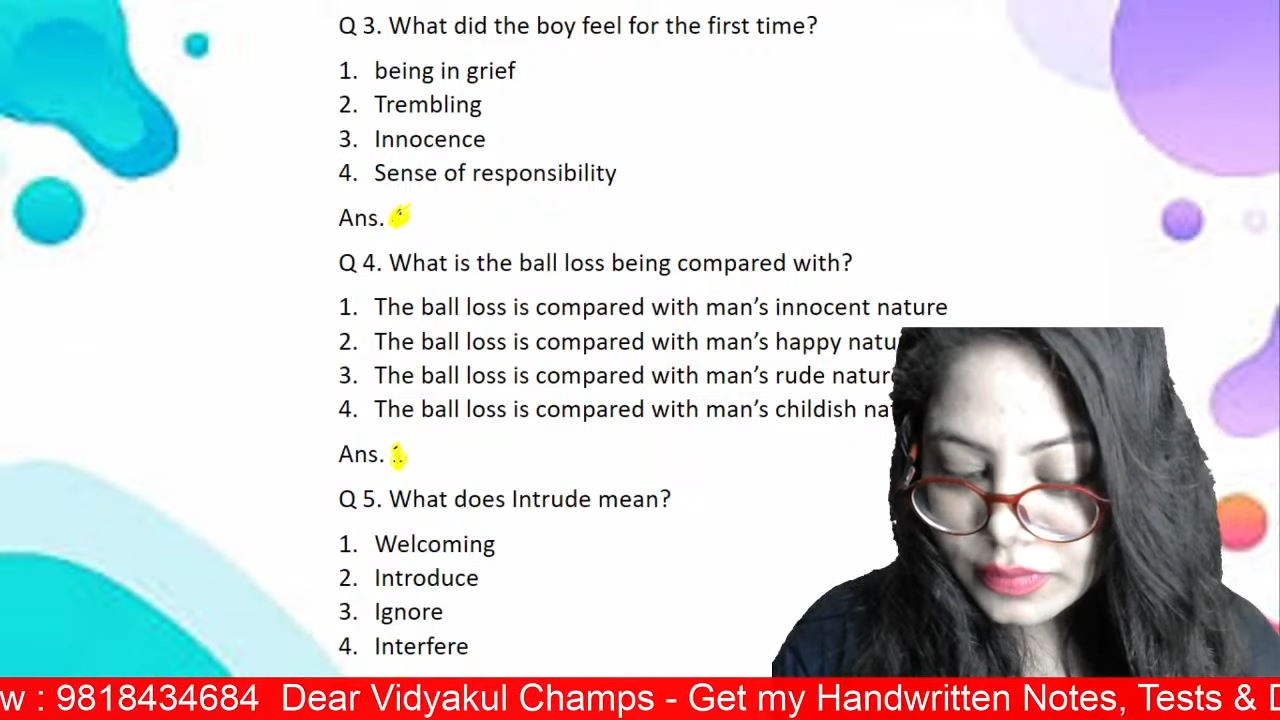 Q 3. What did the boy feel for the first time?
1. being in grief
2. Trembling
3. Innocence
4. Sense of responsibility
Ans.
Q 4. What is the ball loss being compared with?
1. The ball loss is compared with man’s innocent nature
2. The ball loss is compared with man’s happy
3. The ball loss is compared with man’s rude nature
4. The ball loss is compared with man’s childish
Ans.
Q 5. What does Intrude mean?
1. Welcoming
2. Introduce
3. Ignore
4. Interfere
w : 9818434684 Dear Vidyakul Champs - Get my Handwritten Notes, Tests &